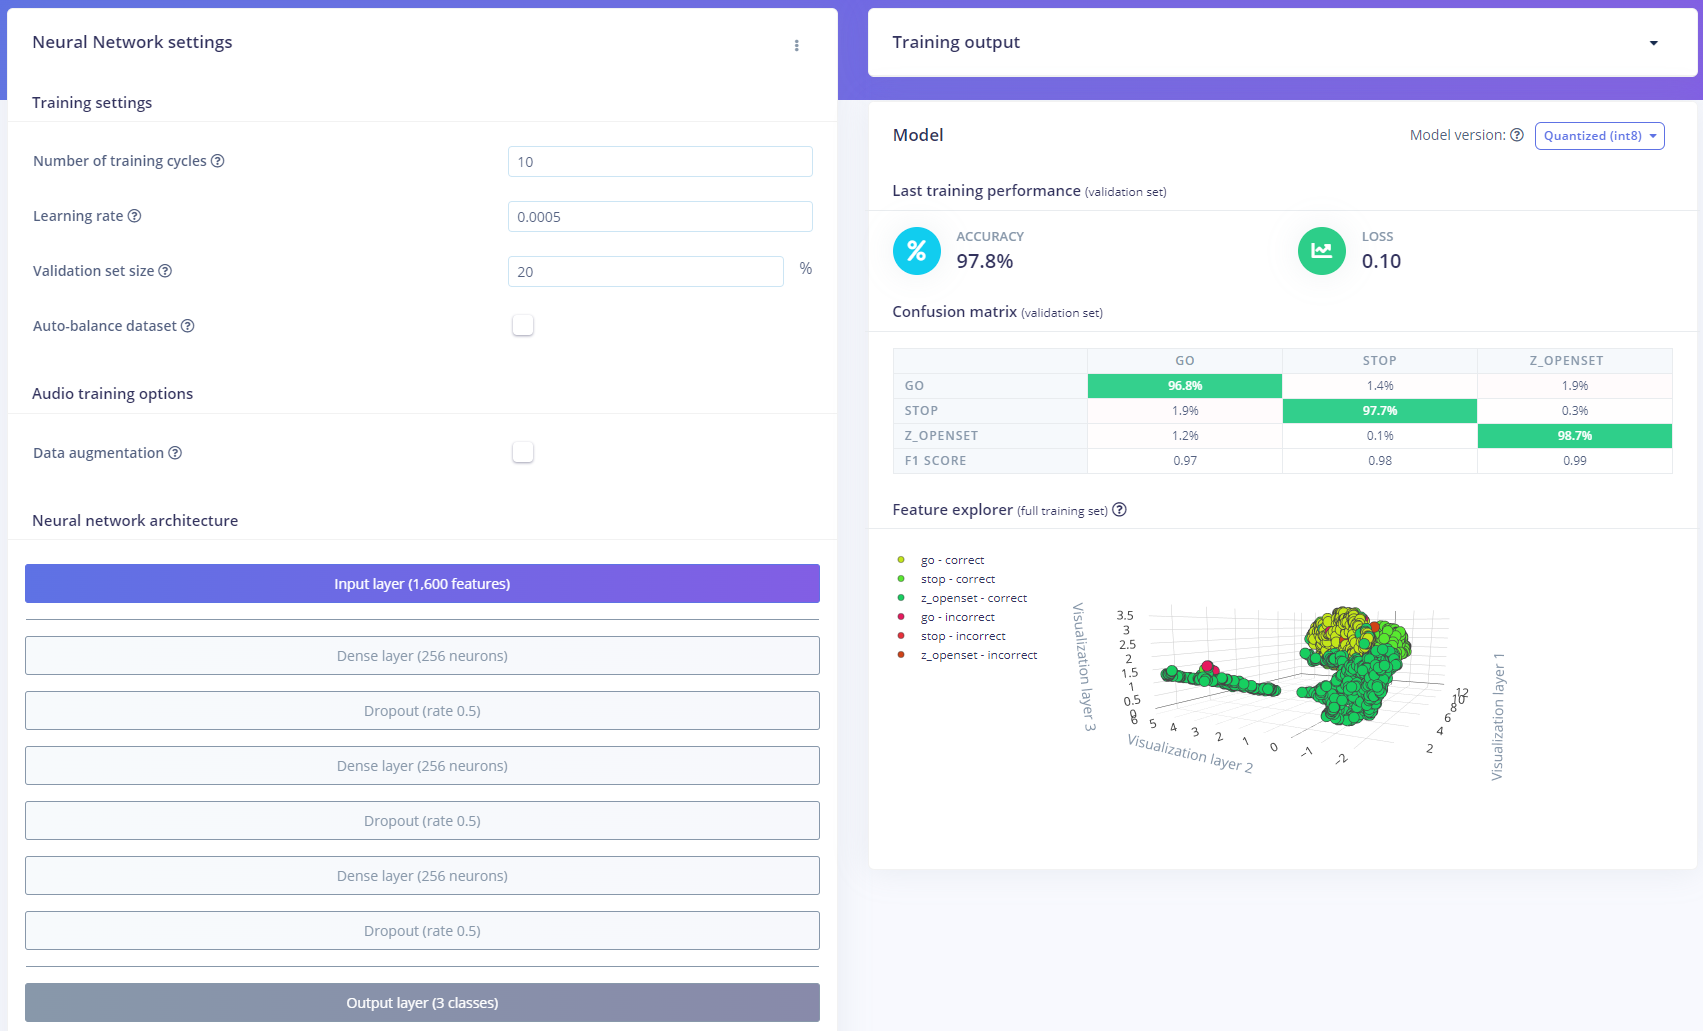 Neural Network settings
Training settings
Number of training cycles
10
Learning rate
0.0005
Validation set size
20
%
Auto-balance dataset
Audio training options
Data augmentation
Neural network architecture
Input layer (1,600 features)
Dense layer (256 neurons)
Dropout (rate 0.5)
Dense layer (256 neurons)
Dropout (rate 0.5)
Dense layer (256 neurons)
Dropout (rate 0.5)
Output layer (3 classes)
Training output
Model
Model version: Quantized (int8)
Last training performance (validation set)
% ACCURACY
97.8%
LOSS
0.10
Confusion matrix (validation set)
GO STOP Z_OPENSET
GO 96.8% 1.4% 1.9%
STOP 1.9% 97.7% 0.3%
Z_OPENSET 1.2% 0.1% 98.7%
F1 SCORE 0.97 0.98 0.99
Feature explorer (full training set)
go - correct
stop - correct
z_openset - correct
go - incorrect
stop - incorrect
z_openset - incorrect
Visualization layer 3
3.5
3
2.5
2
1.5
1
0.5
0
6 5 4 3 2 1 0 −1 −2
Visualization layer 2
2 4 6 8 10 12
Visualization layer 1